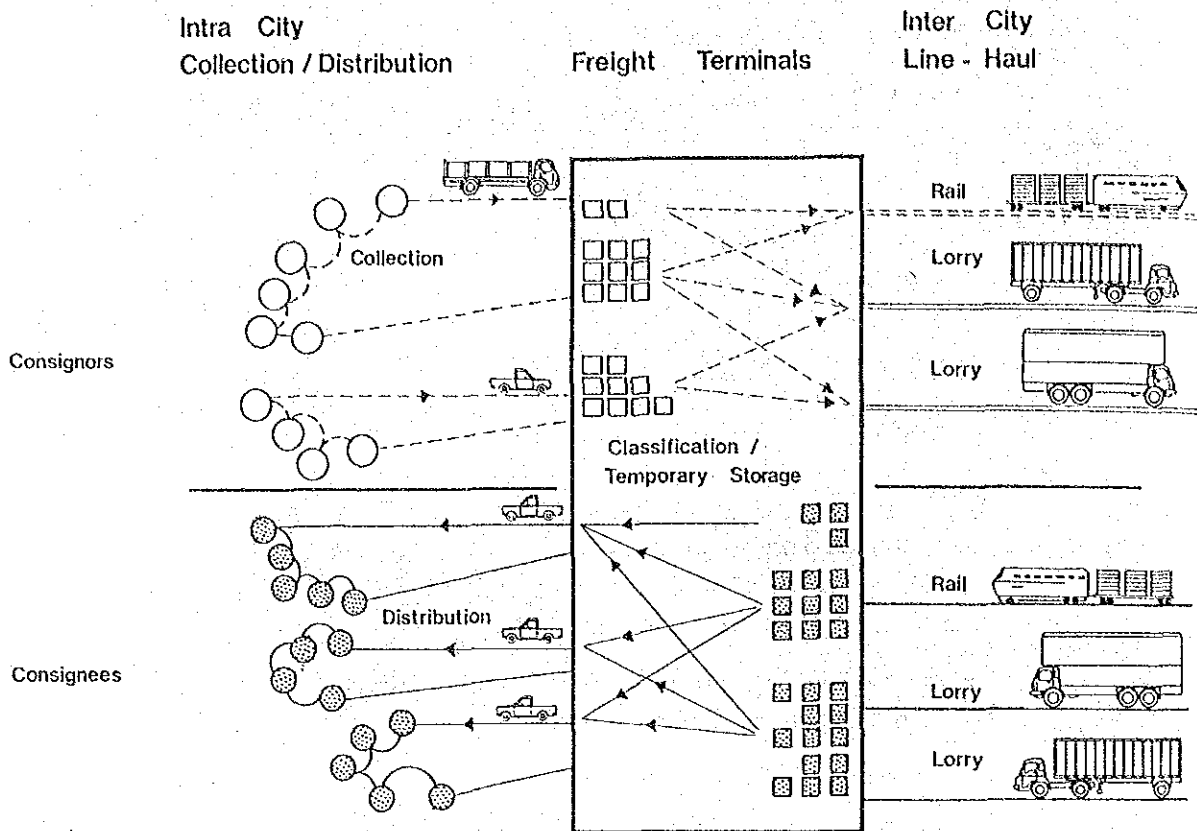 Intra City
Collection / Distribution
Freight Terminals
Inter City
Line - Haul
Rail
Lorry
Collection
Consignors
Lorry
Classification /
Temporary Storage
Rail
Distribution
Consignees
Lorry
Lorry